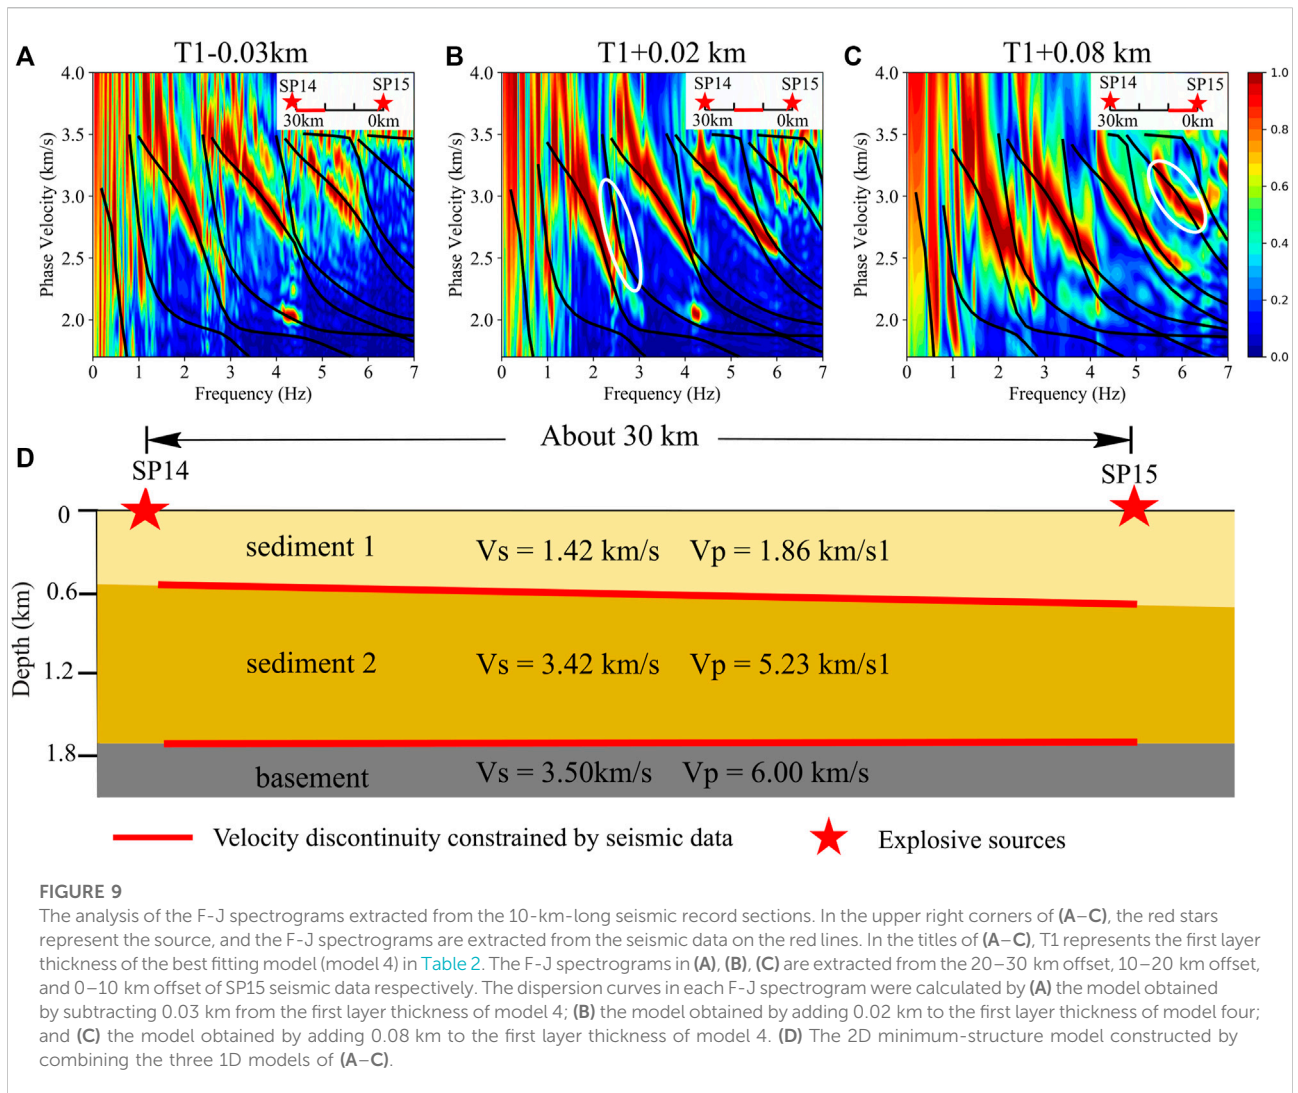 A
T1-0.03km
B
T1+0.02 km
C
T1+0.08 km
SP14 SP15
30km 0km
SP14 SP15
30km 0km
SP14 SP15
30km 0km
Phase Velocity (km/s)
4.0
3.5
3.0
2.5
2.0
0 1 2 3 4 5 6 7
Frequency (Hz)
Phase Velocity (km/s)
4.0
3.5
3.0
2.5
2.0
0 1 2 3 4 5 6 7
Frequency (Hz)
Phase Velocity (km/s)
4.0
3.5
3.0
2.5
2.0
0 1 2 3 4 5 6 7
Frequency (Hz)
1.0
0.8
0.6
0.4
0.2
0.0
D
About 30 km
SP14 SP15
Depth (km)
0
0.6
1.2
1.8
sediment 1 Vs = 1.42 km/s Vp = 1.86 km/s1
sediment 2 Vs = 3.42 km/s Vp = 5.23 km/s1
basement Vs = 3.50km/s Vp = 6.00 km/s
Velocity discontinuity constrained by seismic data Explosive sources
FIGURE 9
The analysis of the F-J spectrograms extracted from the 10-km-long seismic record sections. In the upper right corners of (A–C), the red stars
represent the source, and the F-J spectrograms are extracted from the seismic data on the red lines. In the titles of (A–C), T1 represents the first layer
thickness of the best fitting model (model 4) in Table 2. The F-J spectrograms in (A), (B), (C) are extracted from the 20–30 km offset, 10–20 km offset,
and 0–10 km offset of SP15 seismic data respectively. The dispersion curves in each F-J spectrogram were calculated by (A) the model obtained
by subtracting 0.03 km from the first layer thickness of model 4; (B) the model obtained by adding 0.02 km to the first layer thickness of model four;
and (C) the model obtained by adding 0.08 km to the first layer thickness of model 4. (D) The 2D minimum-structure model constructed by
combining the three 1D models of (A–C).